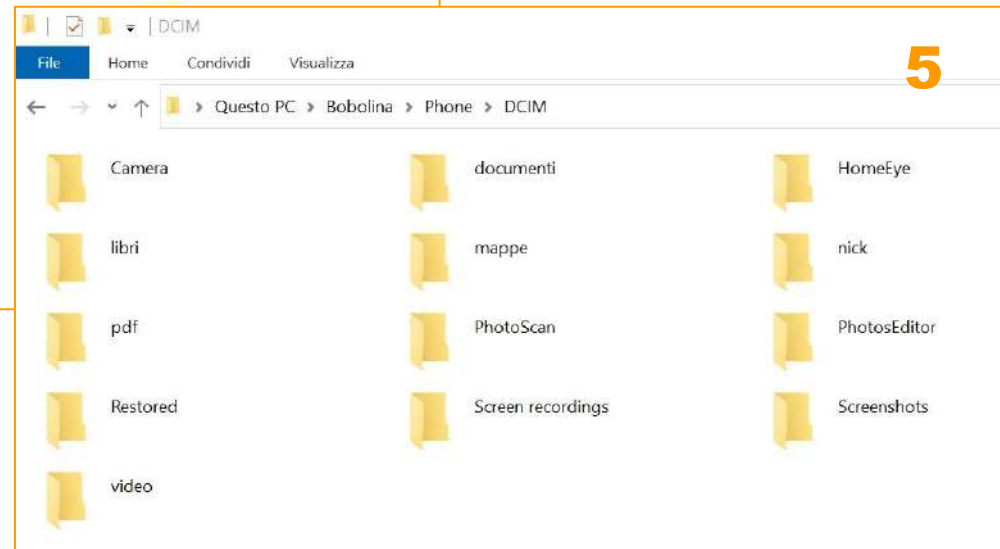 DCIM
File Home Condividi Visualizza
5
Questo PC > Bobolina > Phone > DCIM
Camera documenti HomeEye
libri mappe nick
pdf PhotoScan PhotosEditor
Restored Screen recordings Screenshots
video